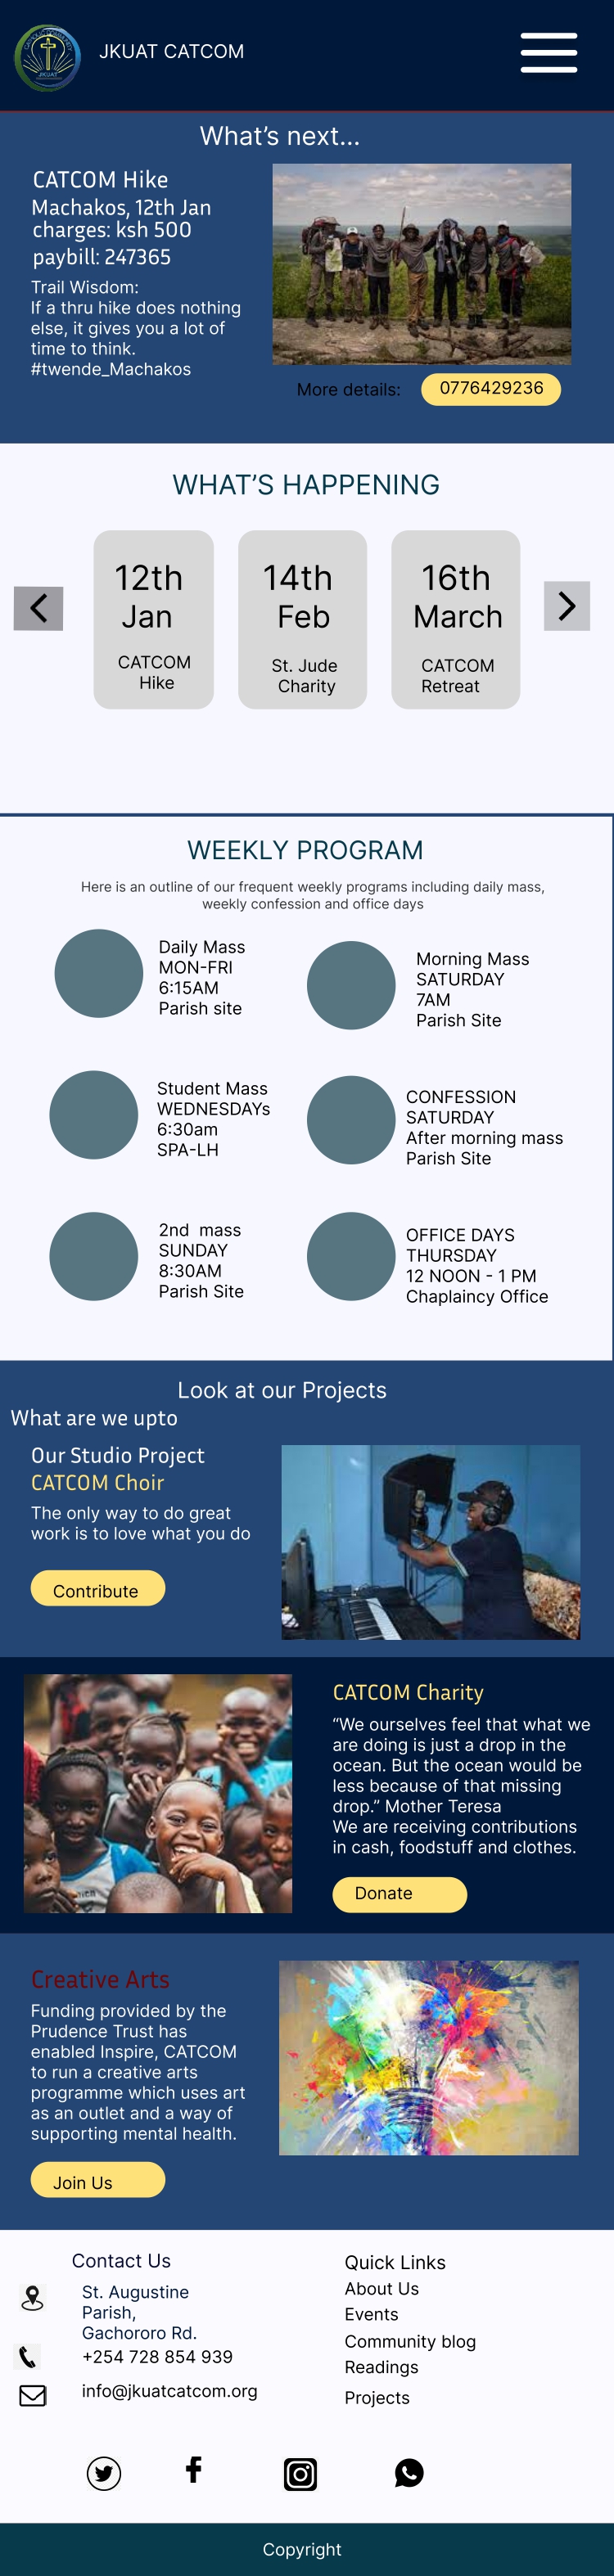 JKUAT CATCOM
What's next...
CATCOM Hike
Machakos, 12th Jan
charges: ksh 500
paybill: 247365
Trail Wisdom:
If a thru hike does nothing
else, it gives you a lot of
time to think.
#twende_Machakos
More details:
0776429236
WHAT'S HAPPENING
12th
Jan
CATCOM
Hike
14th
Feb
St. Jude
Charity
16th
March
CATCOM
Retreat
WEEKLY PROGRAM
Here is an outline of our frequent weekly programs including daily mass,
weekly confession and office days
Daily Mass
MON-FRI
6:15AM
Parish site
Morning Mass
SATURDAY
7AM
Parish Site
Student Mass
WEDNESDAYs
6:30am
SPA-LH
CONFESSION
SATURDAY
After morning mass
Parish Site
2nd  mass
SUNDAY
8:30AM
Parish Site
OFFICE DAYS
THURSDAY
12 NOON - 1 PM
Chaplaincy Office
Look at our Projects
What are we upto
Our Studio Project
CATCOM Choir
The only way to do great
work is to love what you do
Contribute
CATCOM Charity
“We ourselves feel that what we
are doing is just a drop in the
ocean. But the ocean would be
less because of that missing
drop.” Mother Teresa
We are receiving contributions
in cash, foodstuff and clothes.
Donate
Creative Arts
Funding provided by the
Prudence Trust has
enabled Inspire, CATCOM
to run a creative arts
programme which uses art
as an outlet and a way of
supporting mental health.
Join Us
Contact Us
St. Augustine
Parish,
Gachororo Rd.
+254 728 854 939
info@jkuatcatcom.org
Quick Links
About Us
Events
Community blog
Readings
Projects
Copyright